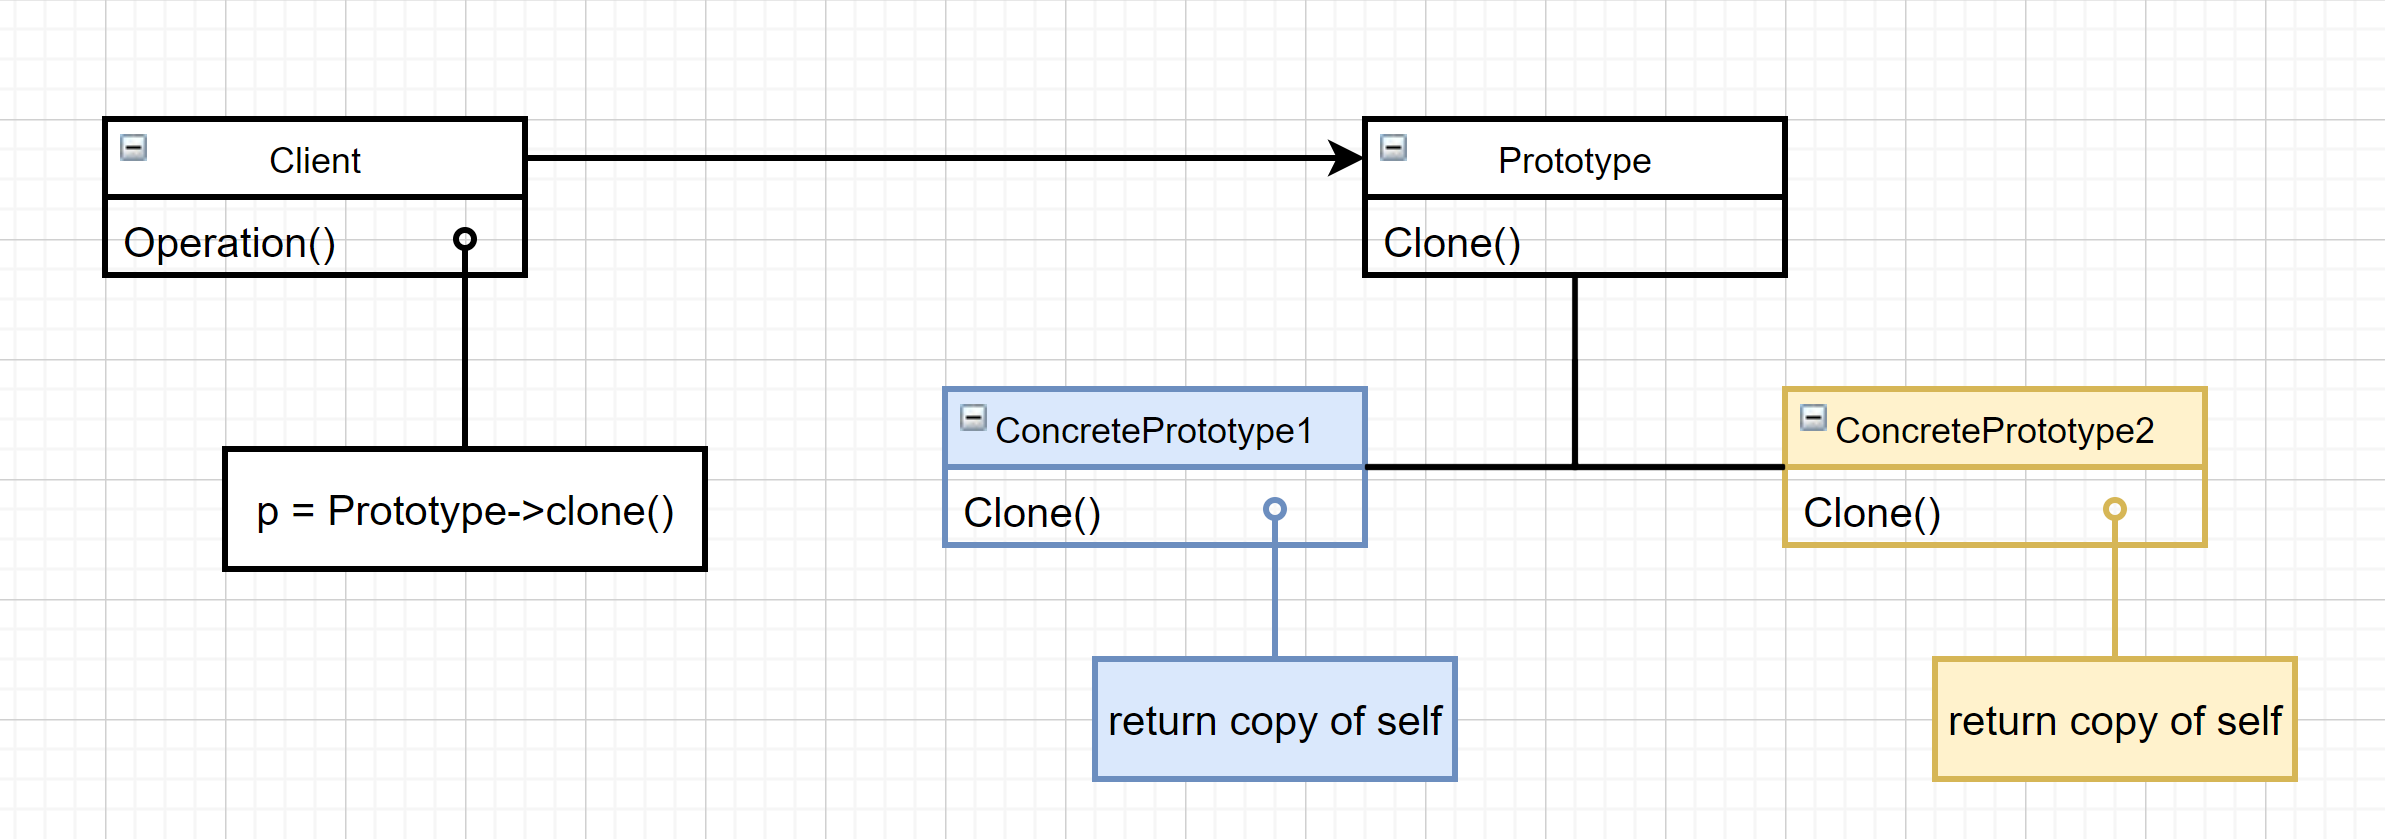 Client
Operation()
p = Prototype->clone()
Prototype
Clone()
ConcretePrototype1
Clone()
return copy of self
ConcretePrototype2
Clone()
return copy of self